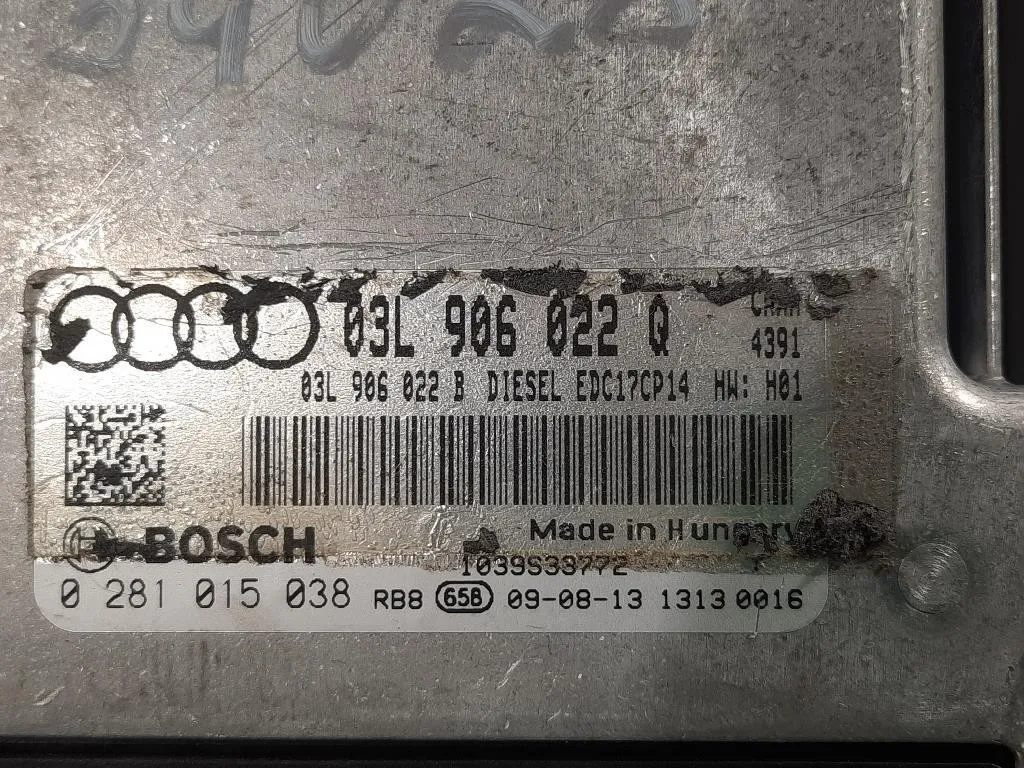 03L 906 022 Q
4391
03L 906 022 B DIESEL EDC17CP14 HW: H01
BOSCH
Made in Hungary
1039S38772
0 281 015 038 RB8 658 09-08-13 1313 0016